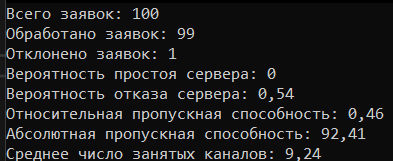 Всего заявок: 100
Обработано заявок: 99
Отклонено заявок: 1
Вероятность простоя сервера: 0
Вероятность отказа сервера: 0,54
Относительная пропускная способность: 0,46
Абсолютная пропускная способность: 92,41
Среднее число занятых каналов: 9,24